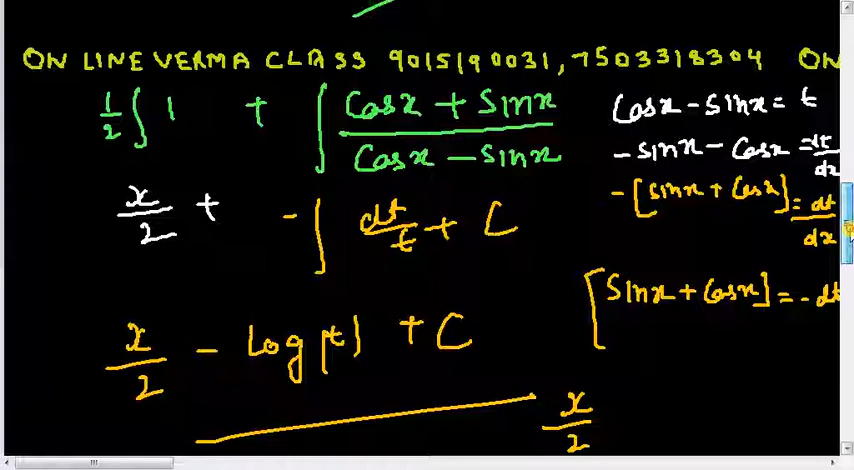 ON LINE VERMA CLASS 9015190031, 7503318304 ON
1/2 ∫ 1 + ∫ (Cosx + Sinx)/(Cosx - Sinx)
Cosx - Sinx = t
- Sinx - Cosx = dt/dx
- [Sinx + Cosx] = dt/dx
x/2 + - ∫ dt/t + C
[Sinx + Cosx] = - dt
x/2 - log|t| + C
x/2